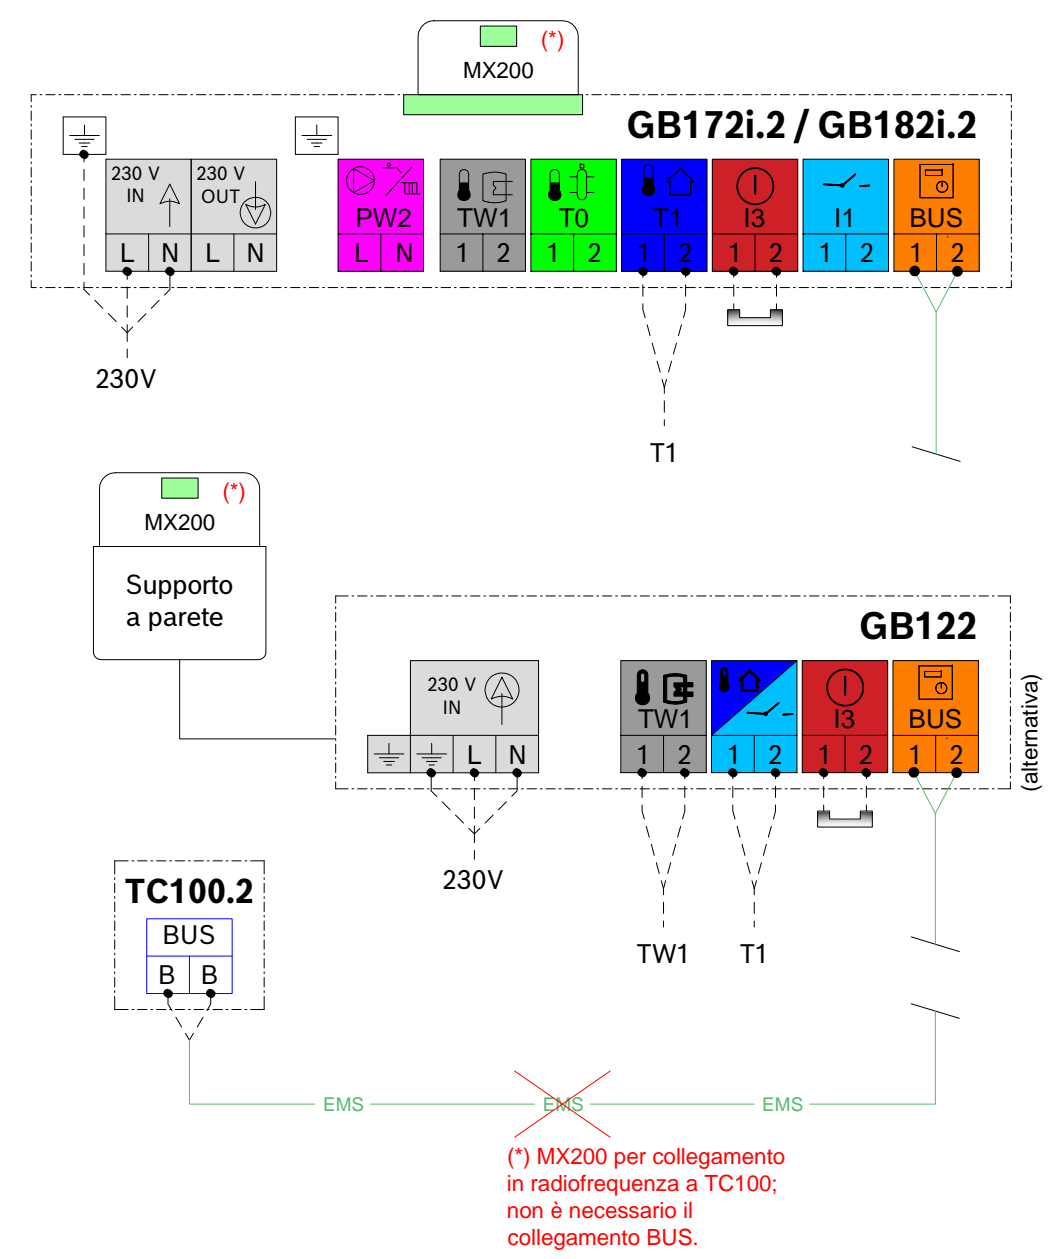 (*)
MX200
GB172i.2 / GB182i.2
230 V
IN
230 V
OUT
PW2
TW1
T0
T1
I3
I1
BUS
L N L N
L N
1 2
1 2
1 2
1 2
1 2
1 2
230V
T1
(*)
MX200
Supporto
a parete
GB122
(alternativa)
230 V
IN
TW1
I3
BUS
L N
1 2
1 2
1 2
1 2
230V
TW1
T1
TC100.2
BUS
B B
EMS EMS EMS
(*) MX200 per collegamento
in radiofrequenza a TC100;
non è necessario il
collegamento BUS.